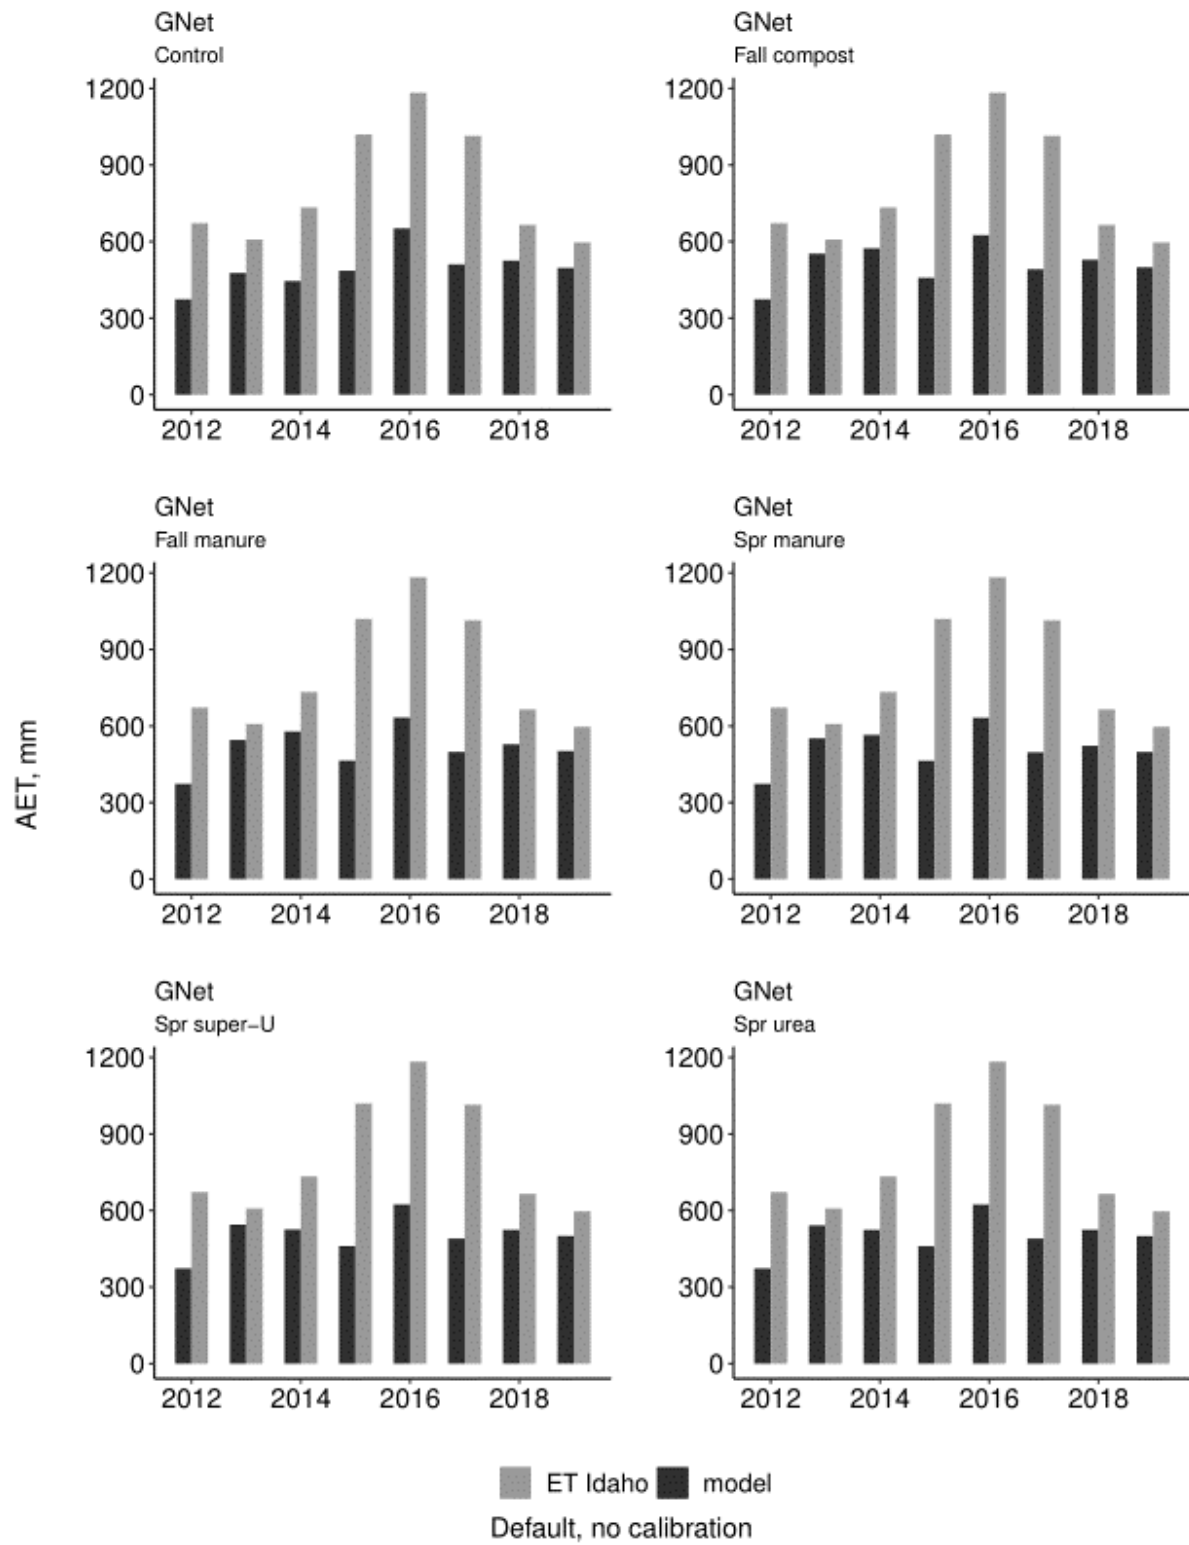 GNet
Control
1200
900
600
300
0
2012 2014 2016 2018
GNet
Fall compost
1200
900
600
300
0
2012 2014 2016 2018
GNet
Fall manure
1200
900
600
300
0
2012 2014 2016 2018
GNet
Spr manure
1200
900
600
300
0
2012 2014 2016 2018
GNet
Spr super−U
1200
900
600
300
0
2012 2014 2016 2018
GNet
Spr urea
1200
900
600
300
0
2012 2014 2016 2018
AET, mm
ET Idaho model
Default, no calibration